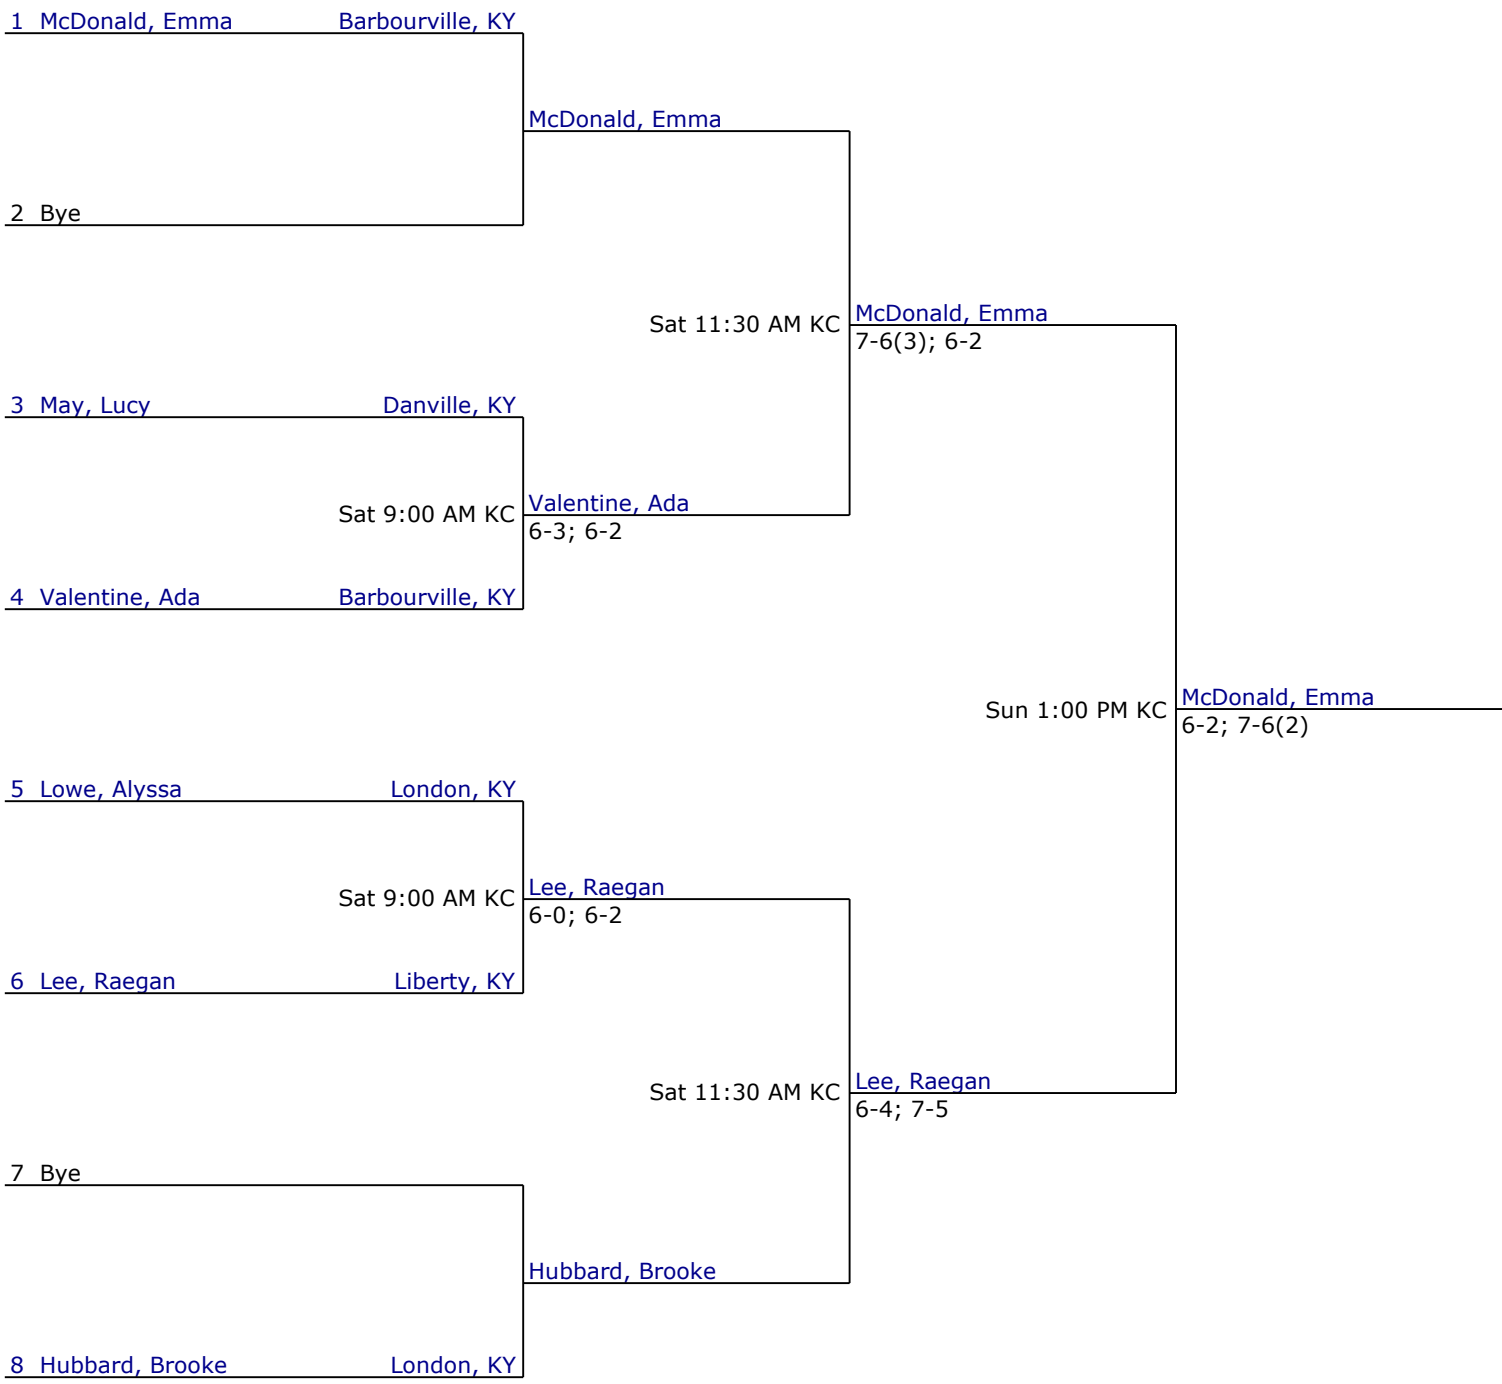 1 McDonald, Emma Barbourville, KY
McDonald, Emma
2 Bye
McDonald, Emma
Sat 11:30 AM KC
7-6(3); 6-2
3 May, Lucy Danville, KY
Valentine, Ada
Sat 9:00 AM KC
6-3; 6-2
4 Valentine, Ada Barbourville, KY
McDonald, Emma
Sun 1:00 PM KC
6-2; 7-6(2)
5 Lowe, Alyssa London, KY
Lee, Raegan
Sat 9:00 AM KC
6-0; 6-2
6 Lee, Raegan Liberty, KY
Lee, Raegan
Sat 11:30 AM KC
6-4; 7-5
7 Bye
Hubbard, Brooke
8 Hubbard, Brooke London, KY